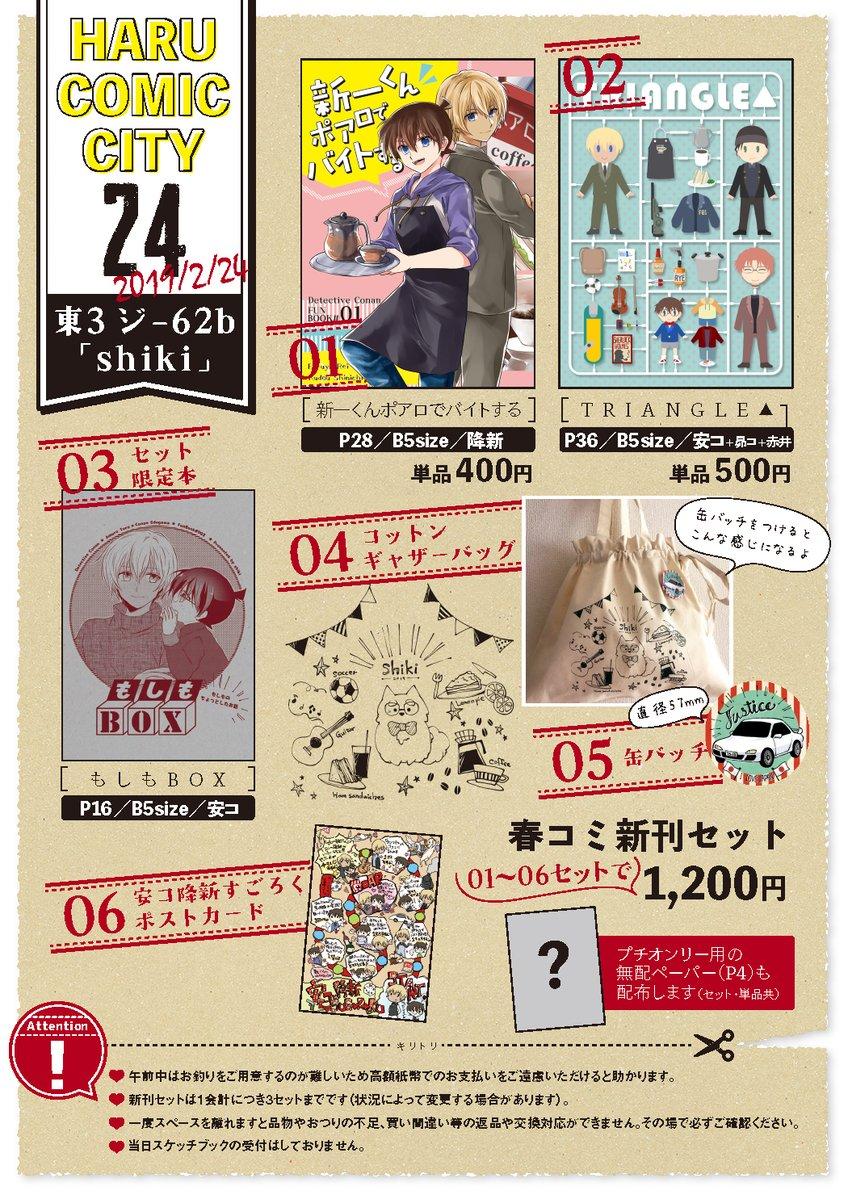 HARU
COMIC
CITY
24
2019/2/24
東3 ジ-62b
「shiki」
新一くん
ポアロで
バイトする
coffee
Detective Conan
FUN
BOOK#01
01
[新一くんポアロでバイトする]
P28／B5size／降新
単品400円
02
TRIANGLE▲
[TRIANGLE▲]
P36／B5size／安コ+昴コ+赤井
単品500円
03 セット
限定本
もしも
BOX
[もしもBOX]
P16／B5size／安コ
04 コットン
ギャザーバッグ
Shiki
soccer
Guitar
coffee
Ham sandwiches
缶バッチをつけると
こんな感じになるよ
Shiki
直径57mm
05 缶バッチ
Justice
春コミ新刊セット
01〜06セットで
1,200円
06 安コ降新すごろく
ポストカード
?
プチオンリー用の
無配ペーパー(P4)も
配布します(セット・単品共)
Attention
!
キリトリ
午前中はお釣りをご用意するのが難しいため高額紙幣でのお支払いをご遠慮いただけると助かります。
新刊セットは1会計につき3セットまでです(状況によって変更する場合があります)。
一度スペースを離れますと品物やおつりの不足、買い間違い等の返品や交換対応ができません。その場で必ずご確認ください。
当日スケッチブックの受付はしておりません。